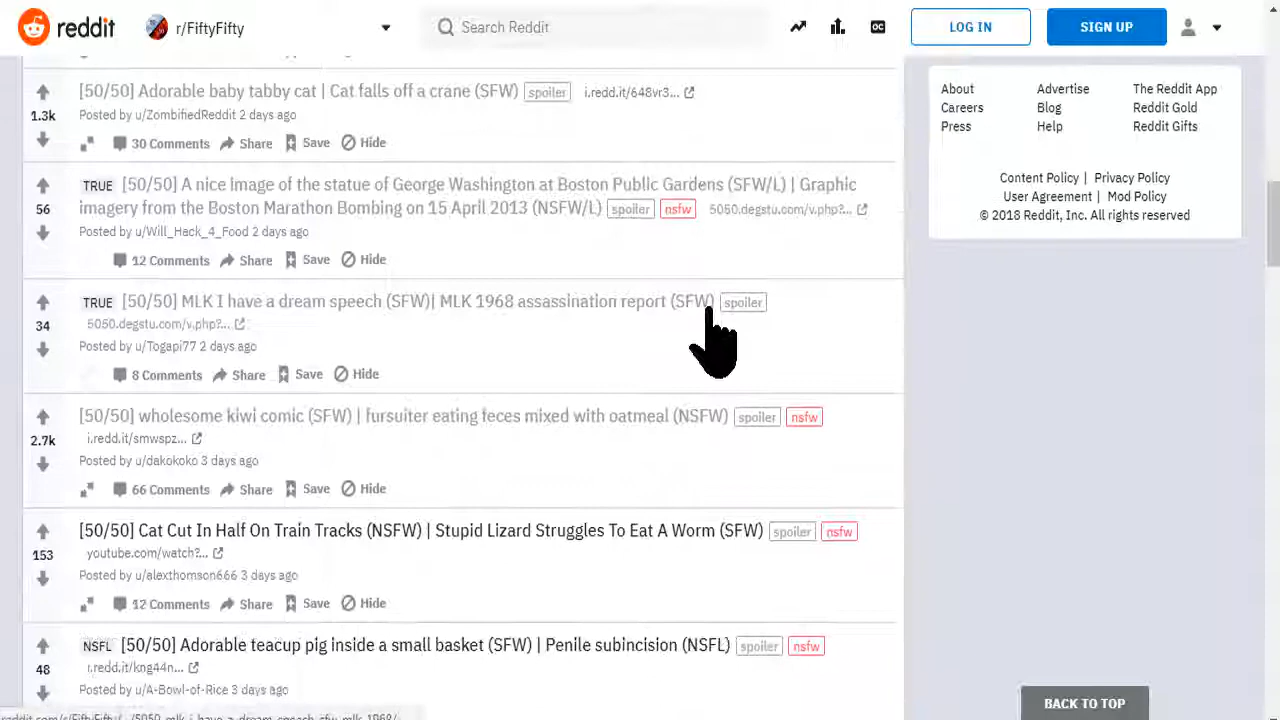 reddit r/FiftyFifty Search Reddit LOG IN SIGN UP
[50/50] Adorable baby tabby cat | Cat falls off a crane (SFW) spoiler i.redd.it/648vr3...
1.3k
Posted by u/ZombifiedReddit 2 days ago
30 Comments Share Save Hide
TRUE [50/50] A nice image of the statue of George Washington at Boston Public Gardens (SFW/L) | Graphic
imagery from the Boston Marathon Bombing on 15 April 2013 (NSFW/L) spoiler nsfw 5050.degstu.com/v.php?...
56
Posted by u/Will_Hack_4_Food 2 days ago
12 Comments Share Save Hide
TRUE [50/50] MLK I have a dream speech (SFW)| MLK 1968 assassination report (SFW) spoiler
34
5050.degstu.com/v.php?...
Posted by u/Togapi77 2 days ago
8 Comments Share Save Hide
[50/50] wholesome kiwi comic (SFW) | fursuiter eating feces mixed with oatmeal (NSFW) spoiler nsfw
2.7k
i.redd.it/smwspz...
Posted by u/dakokoko 3 days ago
66 Comments Share Save Hide
[50/50] Cat Cut In Half On Train Tracks (NSFW) | Stupid Lizard Struggles To Eat A Worm (SFW) spoiler nsfw
153
youtube.com/watch?...
Posted by u/alexthomson666 3 days ago
12 Comments Share Save Hide
NSFL [50/50] Adorable teacup pig inside a small basket (SFW) | Penile subincision (NSFL) spoiler nsfw
48
i.redd.it/kng44n...
Posted by u/A-Bowl-of-Rice 3 days ago
About Advertise The Reddit App
Careers Blog Reddit Gold
Press Help Reddit Gifts
Content Policy | Privacy Policy
User Agreement | Mod Policy
© 2018 Reddit, Inc. All rights reserved
BACK TO TOP